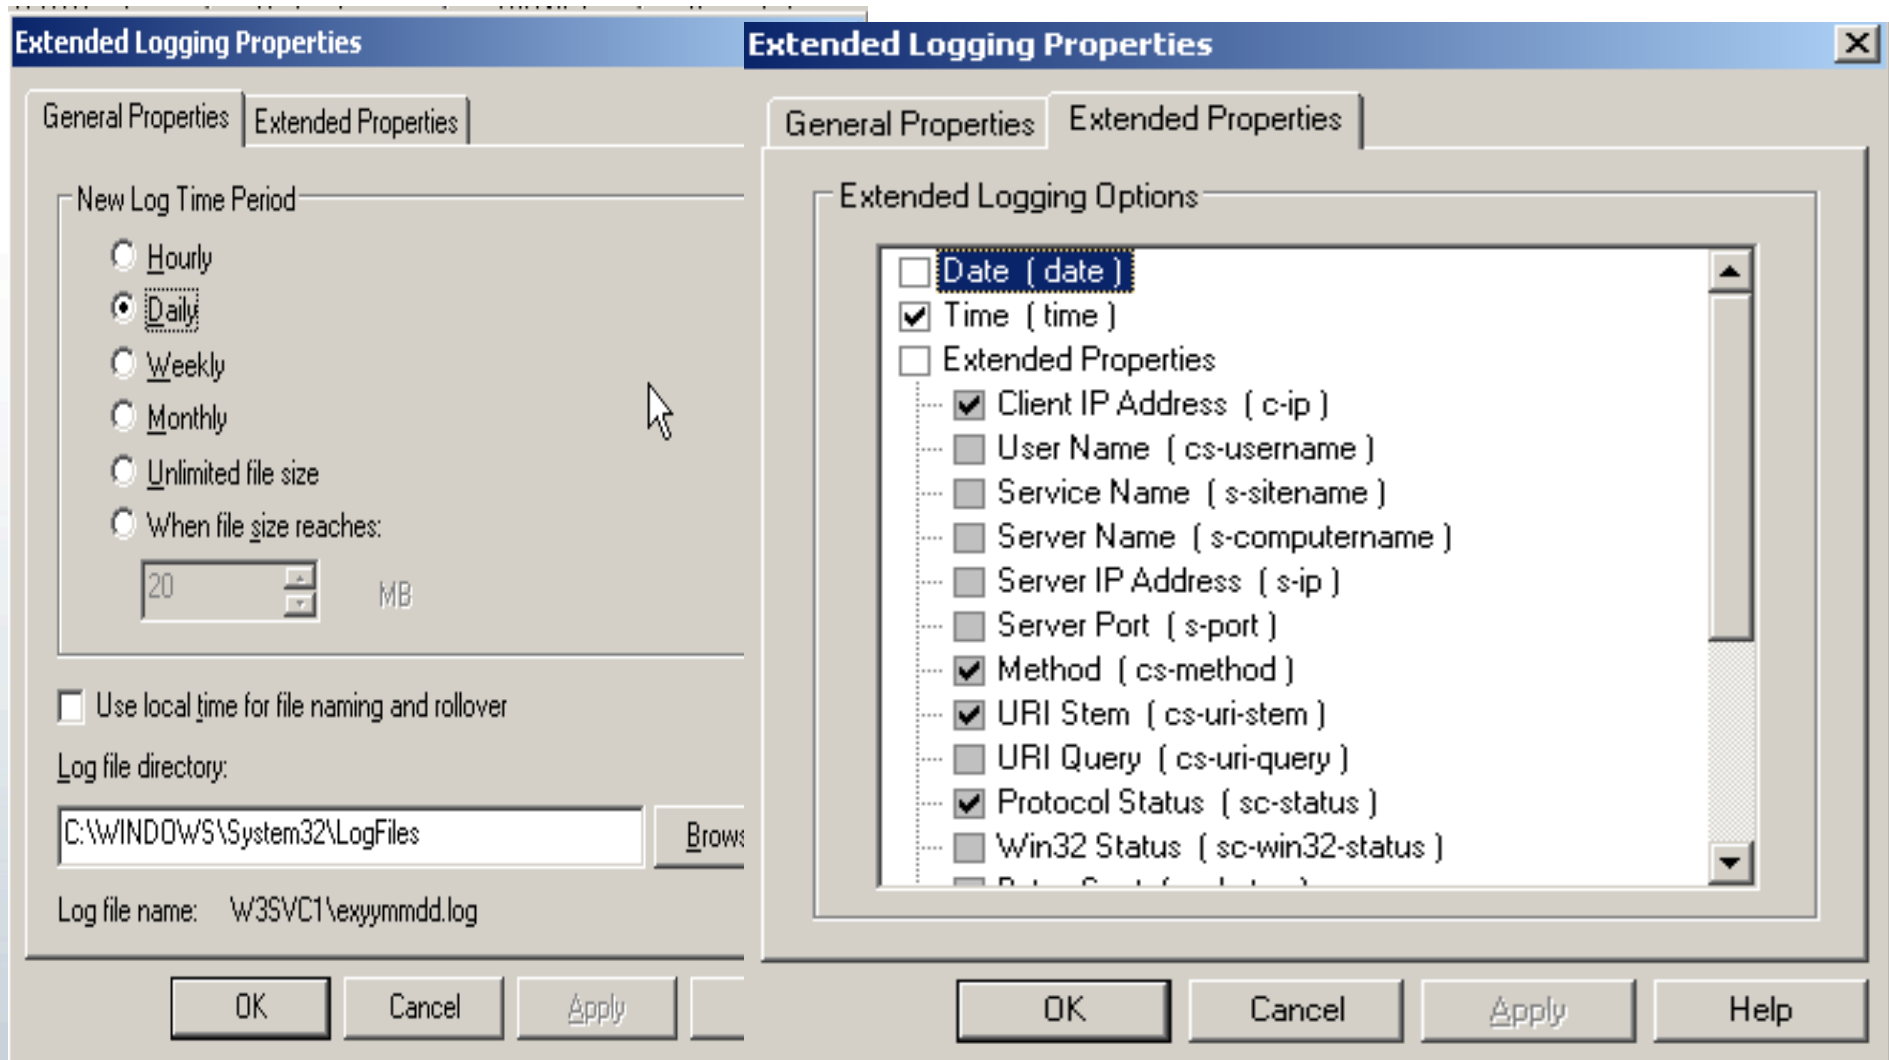 Extended Logging Properties
General Properties
Extended Properties
New Log Time Period
Hourly
Daily
Weekly
Monthly
Unlimited file size
When file size reaches:
20
MB
Use local time for file naming and rollover
Log file directory:
C:\WINDOWS\System32\LogFiles
Brows
Log file name: W3SVC1\exyymmdd.log
OK
Cancel
Apply
Extended Logging Properties
General Properties
Extended Properties
Extended Logging Options
Date ( date )
Time ( time )
Extended Properties
Client IP Address ( c-ip )
User Name ( cs-username )
Service Name ( s-sitename )
Server Name ( s-computername )
Server IP Address ( s-ip )
Server Port ( s-port )
Method ( cs-method )
URI Stem ( cs-uri-stem )
URI Query ( cs-uri-query )
Protocol Status ( sc-status )
Win32 Status ( sc-win32-status )
OK
Cancel
Apply
Help